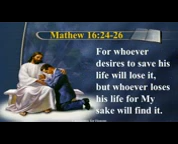 Mathew 16:24-26
For whoever
desires to save his
life will lose it,
but whoever loses
his life for My
sake will find it.